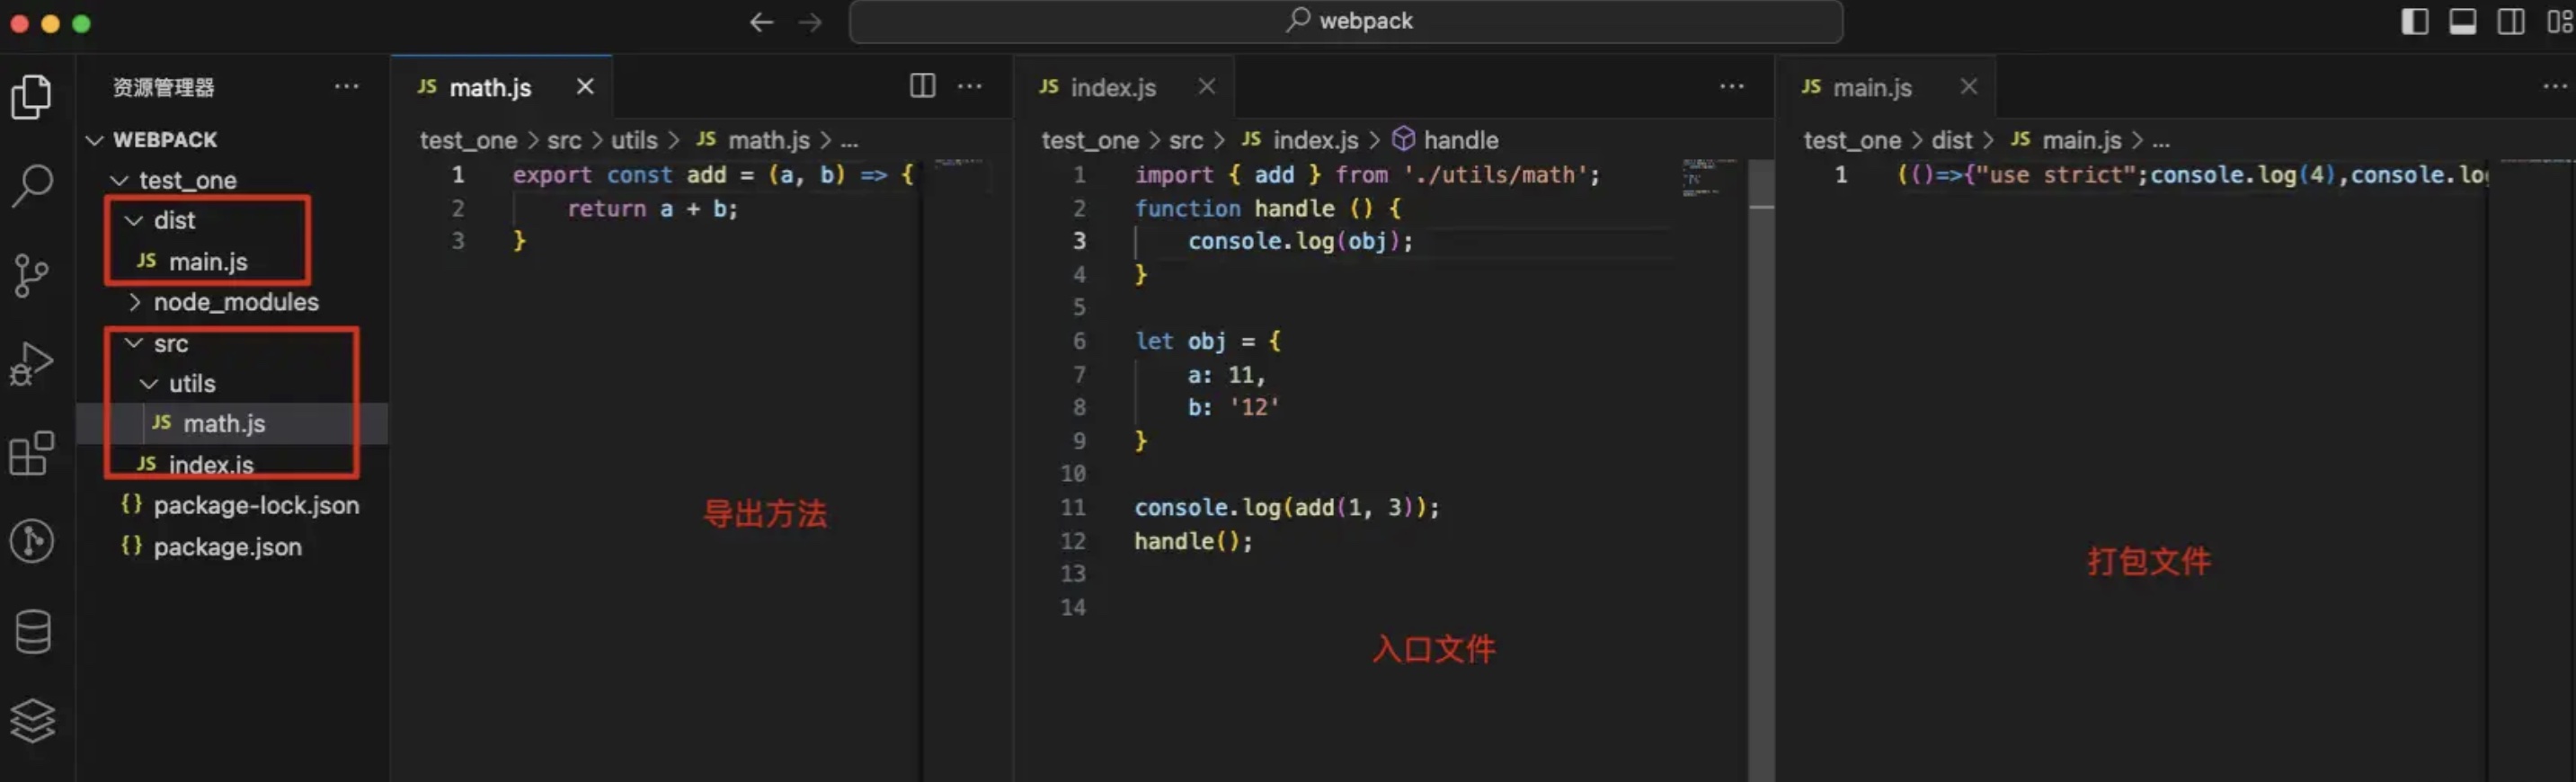 webpack
资源管理器
WEBPACK
test_one
dist
JS main.js
node_modules
src
utils
JS math.js
JS index.js
{} package-lock.json
{} package.json
JS math.js
test_one > src > utils > JS math.js > ...
1 export const add = (a, b) => {
2 return a + b;
3 }
导出方法
JS index.js
test_one > src > JS index.js > handle
1 import { add } from './utils/math';
2 function handle () {
3 console.log(obj);
4 }
5
6 let obj = {
7 a: 11,
8 b: '12'
9 }
10
11 console.log(add(1, 3));
12 handle();
13
14
入口文件
JS main.js
test_one > dist > JS main.js > ...
1 (()=>{"use strict";console.log(4),console.lo
打包文件